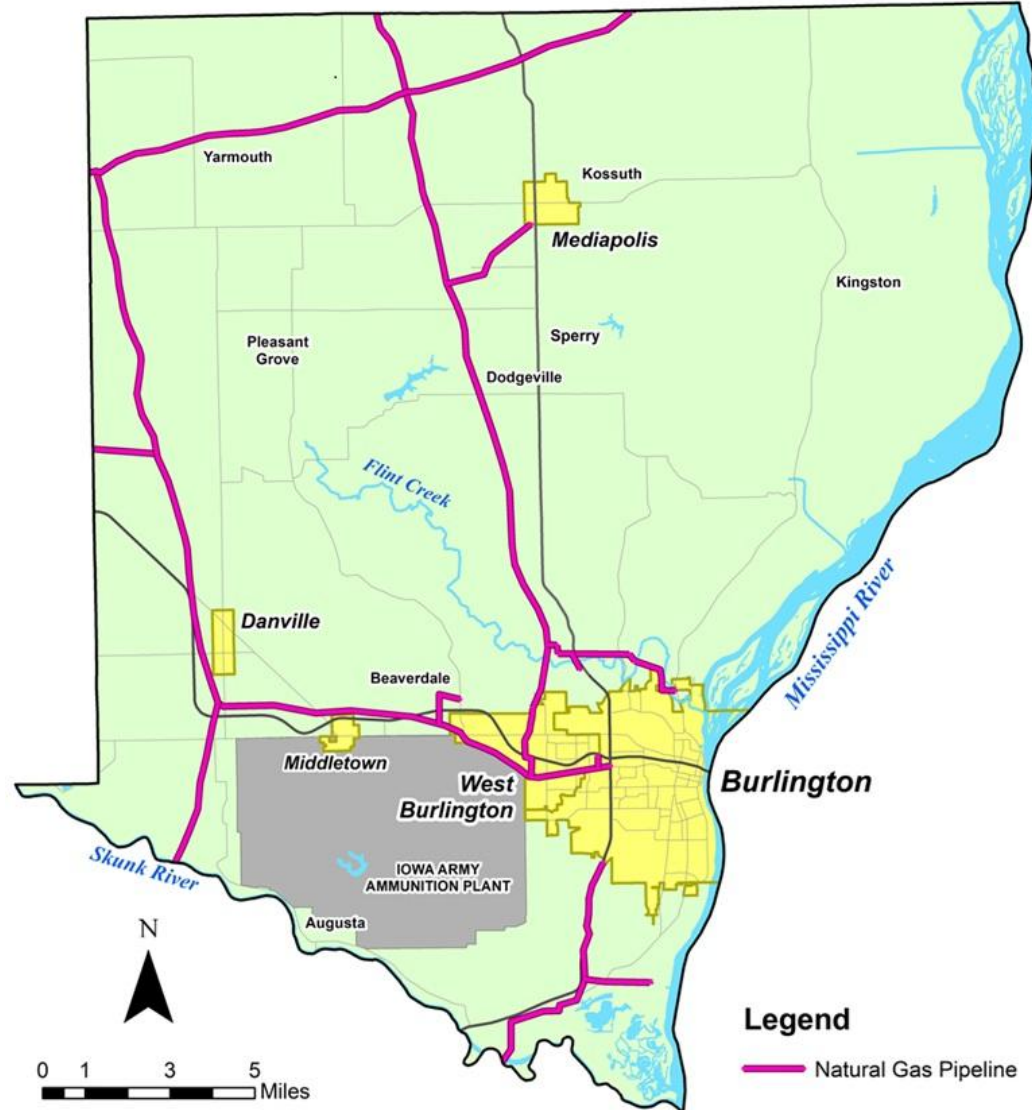 Yarmouth
Kossuth
Mediapolis
Kingston
Pleasant
Grove
Sperry
Dodgeville
Flint Creek
Mississippi River
Danville
Beaverdale
Middletown
West
Burlington
Burlington
Skunk River
IOWA ARMY
AMMUNITION PLANT
Augusta
N
Legend
Natural Gas Pipeline
0 1 3 5
Miles